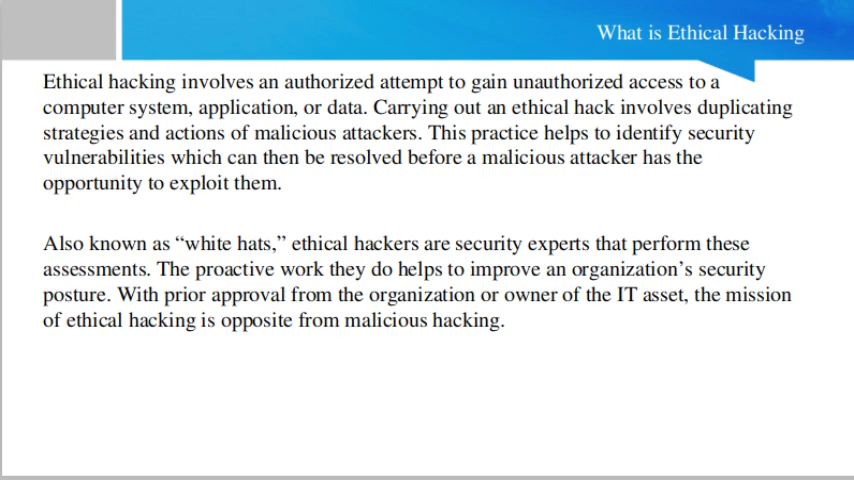 What is Ethical Hacking
Ethical hacking involves an authorized attempt to gain unauthorized access to a
computer system, application, or data. Carrying out an ethical hack involves duplicating
strategies and actions of malicious attackers. This practice helps to identify security
vulnerabilities which can then be resolved before a malicious attacker has the
opportunity to exploit them.
Also known as “white hats,” ethical hackers are security experts that perform these
assessments. The proactive work they do helps to improve an organization’s security
posture. With prior approval from the organization or owner of the IT asset, the mission
of ethical hacking is opposite from malicious hacking.